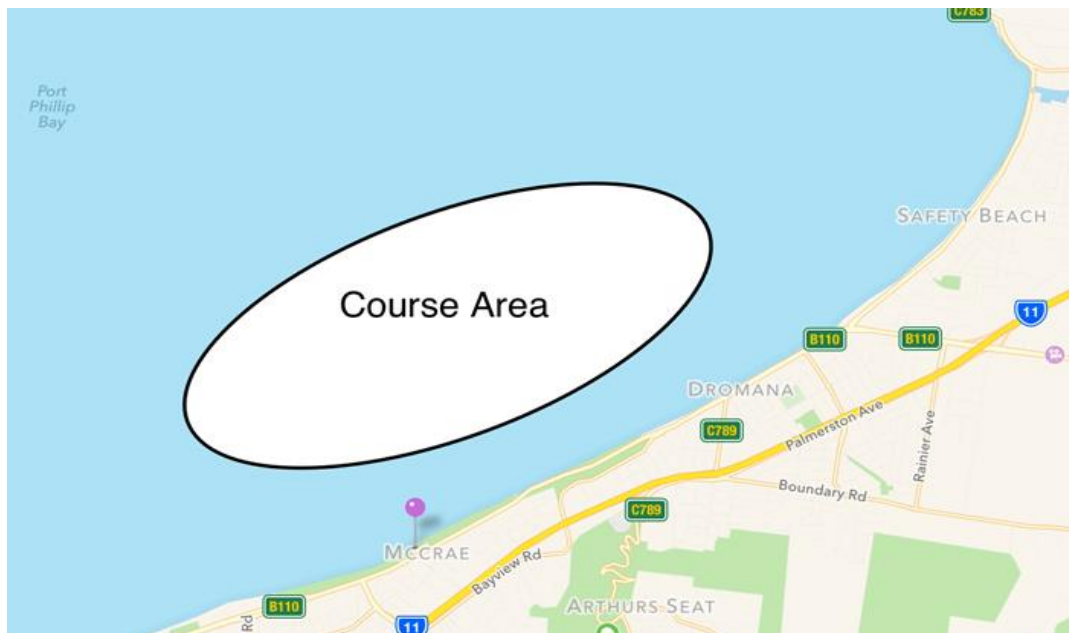 C783
Port
Phillip
Bay
SAFETY BEACH
Course Area
11
B110
B110
DROMANA
Palmerston Ave
C789
Rainier Ave
Boundary Rd
C789
MCCRAE
Bayview Rd
B110
ARTHURS SEAT
Rd
11